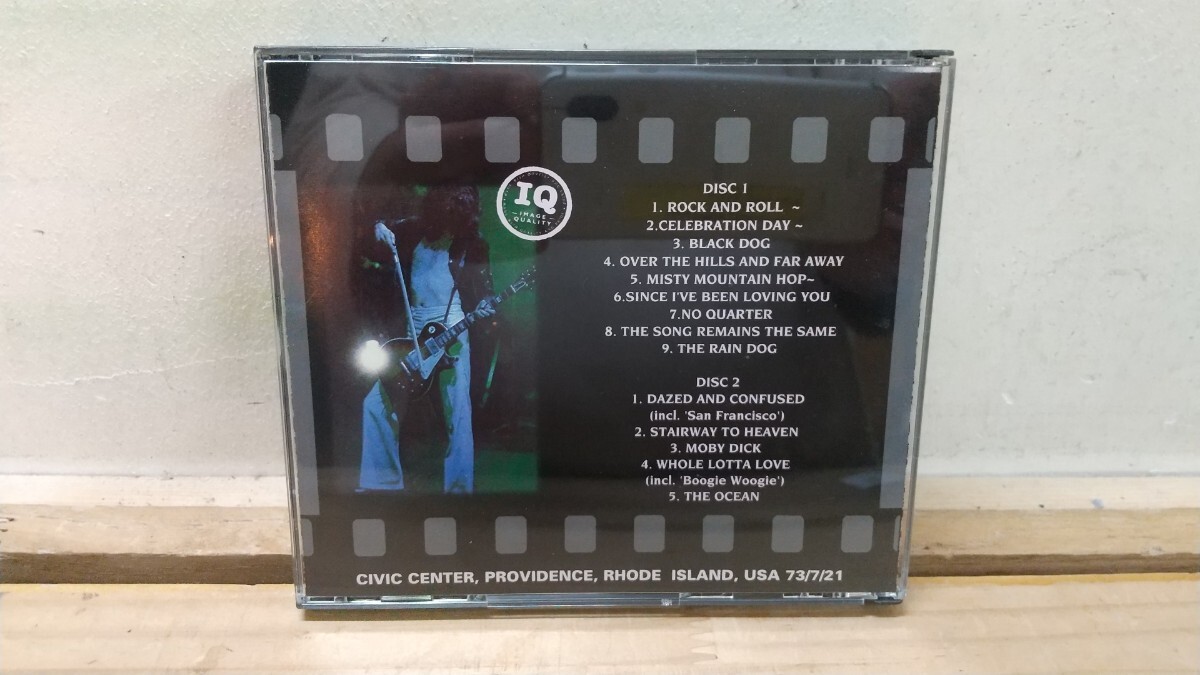 IQ
IMAGE
QUALITY
DISC 1
1. ROCK AND ROLL ~
2.CELEBRATION DAY ~
3. BLACK DOG
4. OVER THE HILLS AND FAR AWAY
5. MISTY MOUNTAIN HOP~
6.SINCE I'VE BEEN LOVING YOU
7.NO QUARTER
8. THE SONG REMAINS THE SAME
9. THE RAIN DOG
DISC 2
1. DAZED AND CONFUSED
(incl. 'San Francisco')
2. STAIRWAY TO HEAVEN
3. MOBY DICK
4. WHOLE LOTTA LOVE
(incl. 'Boogie Woogie')
5. THE OCEAN
CIVIC CENTER, PROVIDENCE, RHODE ISLAND, USA 73/7/21